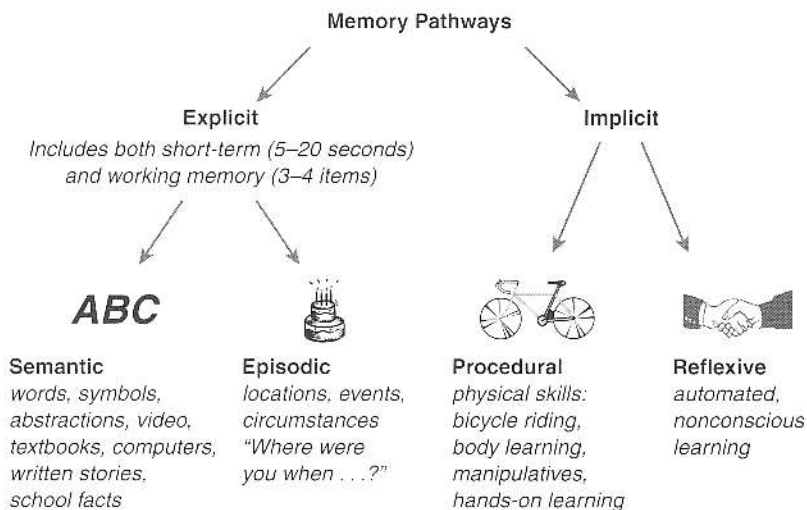 Memory Pathways
Explicit
Includes both short-term (5–20 seconds)
and working memory (3–4 items)
Implicit
ABC
Semantic
words, symbols,
abstractions, video,
textbooks, computers,
written stories,
school facts
Episodic
locations, events,
circumstances
“Where were
you when . . .?”
Procedural
physical skills:
bicycle riding,
body learning,
manipulatives,
hands-on learning
Reflexive
automated,
nonconscious
learning